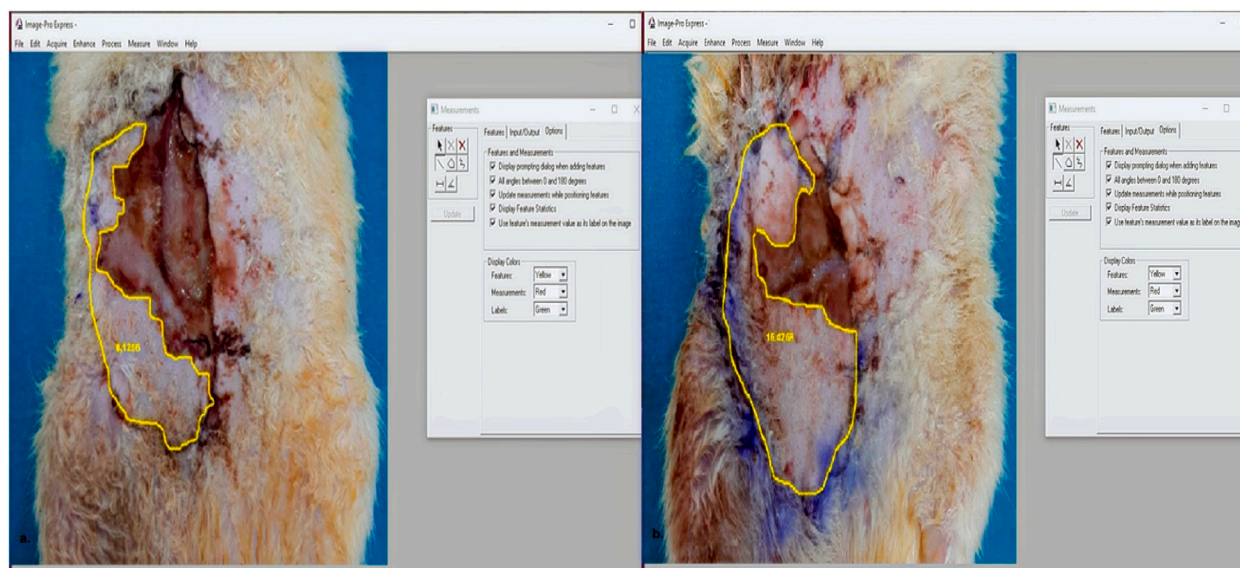 Image-Pro Express -
File Edit Acquire Enhance Process Measure Window Help
Measurements
Features
Features Input/Output Options
Features and Measurements
Display prompting dialog when adding features
All angles between 0 and 180 degrees
Update measurements while positioning features
Display Feature Statistics
Use feature's measurement value as its label on the image
Update
Display Colors
Features: Yellow
Measurements: Red
Labels: Green
a.
Image-Pro Express -
File Edit Acquire Enhance Process Measure Window Help
Measurements
Features
Features Input/Output Options
Features and Measurements
Display prompting dialog when adding features
All angles between 0 and 180 degrees
Update measurements while positioning features
Display Feature Statistics
Use feature's measurement value as its label on the imag
Update
Display Colors
Features: Yellow
Measurements: Red
Labels: Green
b.